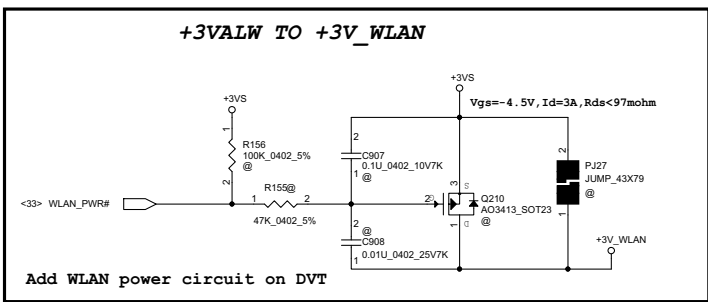 +3VALW TO +3V_WLAN
+3VS
Vgs=-4.5V,Id=3A,Rds<97mohm
+3VS
1
R156
100K_0402_5%
@
2
2
C907
0.1U_0402_10V7K
1
@
2
PJ27
JUMP_43X79
@
1
<33> WLAN_PWR#
R155@
1
2
47K_0402_5%
S
3
G
2
Q210
AO3413_SOT23
@
1
D
2
@
C908
0.01U_0402_25V7K
1
+3V_WLAN
Add WLAN power circuit on DVT